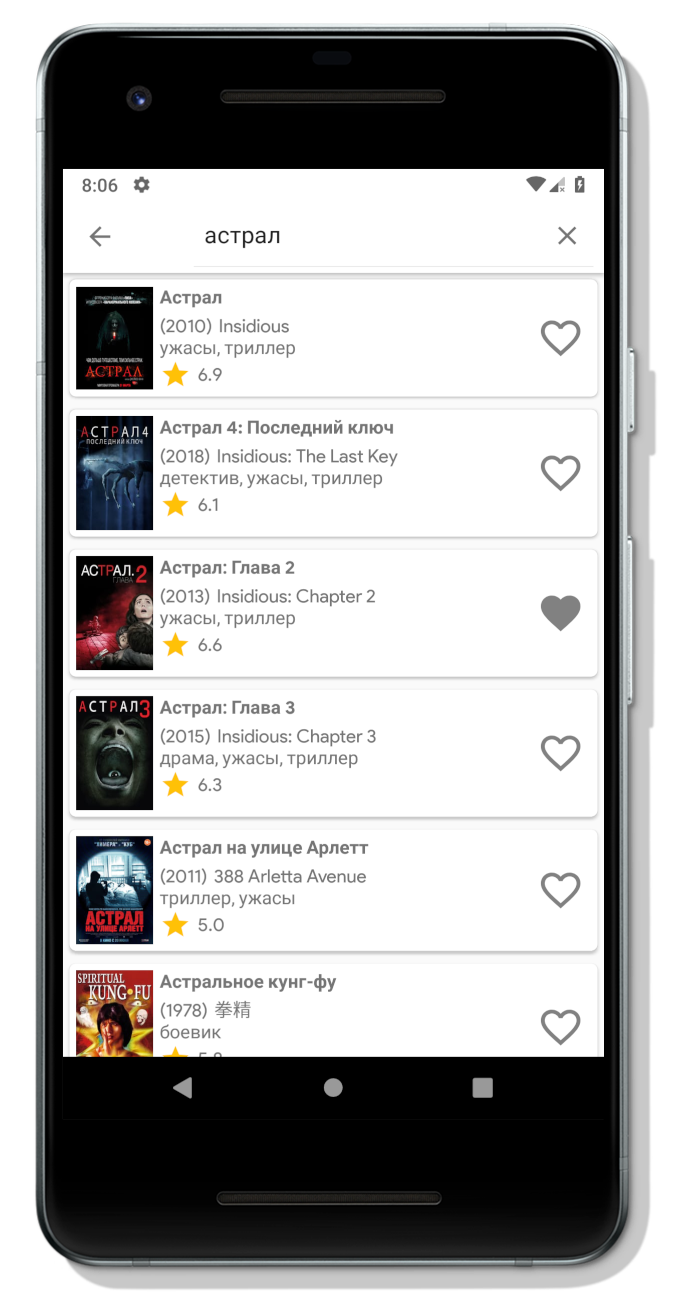 8:06
астрал
АСТРАЛ
Астрал
(2010) Insidious
ужасы, триллер
6.9
АСТРАЛ 4
ПОСЛЕДНИЙ КЛЮЧ
Астрал 4: Последний ключ
(2018) Insidious: The Last Key
детектив, ужасы, триллер
6.1
АСТРАЛ.
ГЛАВА 2
Астрал: Глава 2
(2013) Insidious: Chapter 2
ужасы, триллер
6.6
АСТРАЛ 3
Астрал: Глава 3
(2015) Insidious: Chapter 3
драма, ужасы, триллер
6.3
АСТРАЛ
НА УЛИЦЕ АРЛЕТТ
Астрал на улице Арлетт
(2011) 388 Arletta Avenue
триллер, ужасы
5.0
SPIRITUAL
KUNG-FU
Астральное кунг-фу
(1978) 拳精
боевик